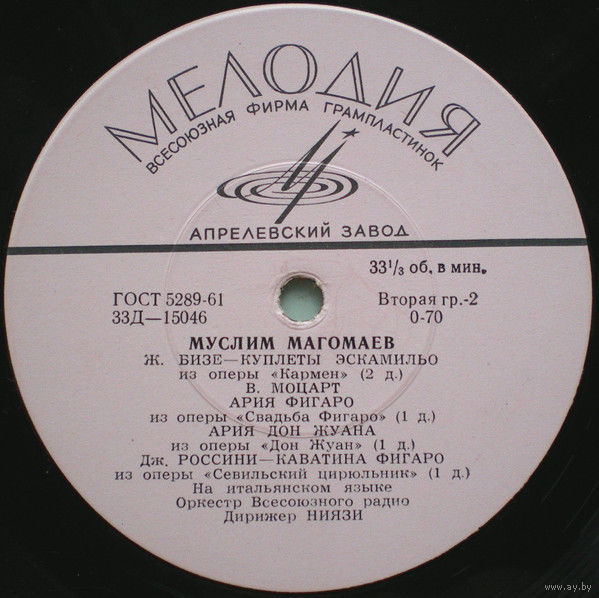 МЕЛОДИЯ
ВСЕСОЮЗНАЯ ФИРМА ГРАМПЛАСТИНОК
АПРЕЛЕВСКИЙ ЗАВОД
33⅓ об. в мин.
ГОСТ 5289-61 Вторая гр.-2
33Д—15046 0-70
МУСЛИМ МАГОМАЕВ
Ж. БИЗЕ—КУПЛЕТЫ ЭСКАМИЛЬО
из оперы «Кармен» (2 д.)
В. МОЦАРТ
АРИЯ ФИГАРО
из оперы «Свадьба Фигаро» (1 д.)
АРИЯ ДОН ЖУАНА
из оперы «Дон Жуан» (1 д.)
Дж. РОССИНИ—КАВАТИНА ФИГАРО
из оперы «Севильский цирюльник» (1 д.)
На итальянском языке
Оркестр Всесоюзного радио
Дирижер НИЯЗИ
www.ay.by